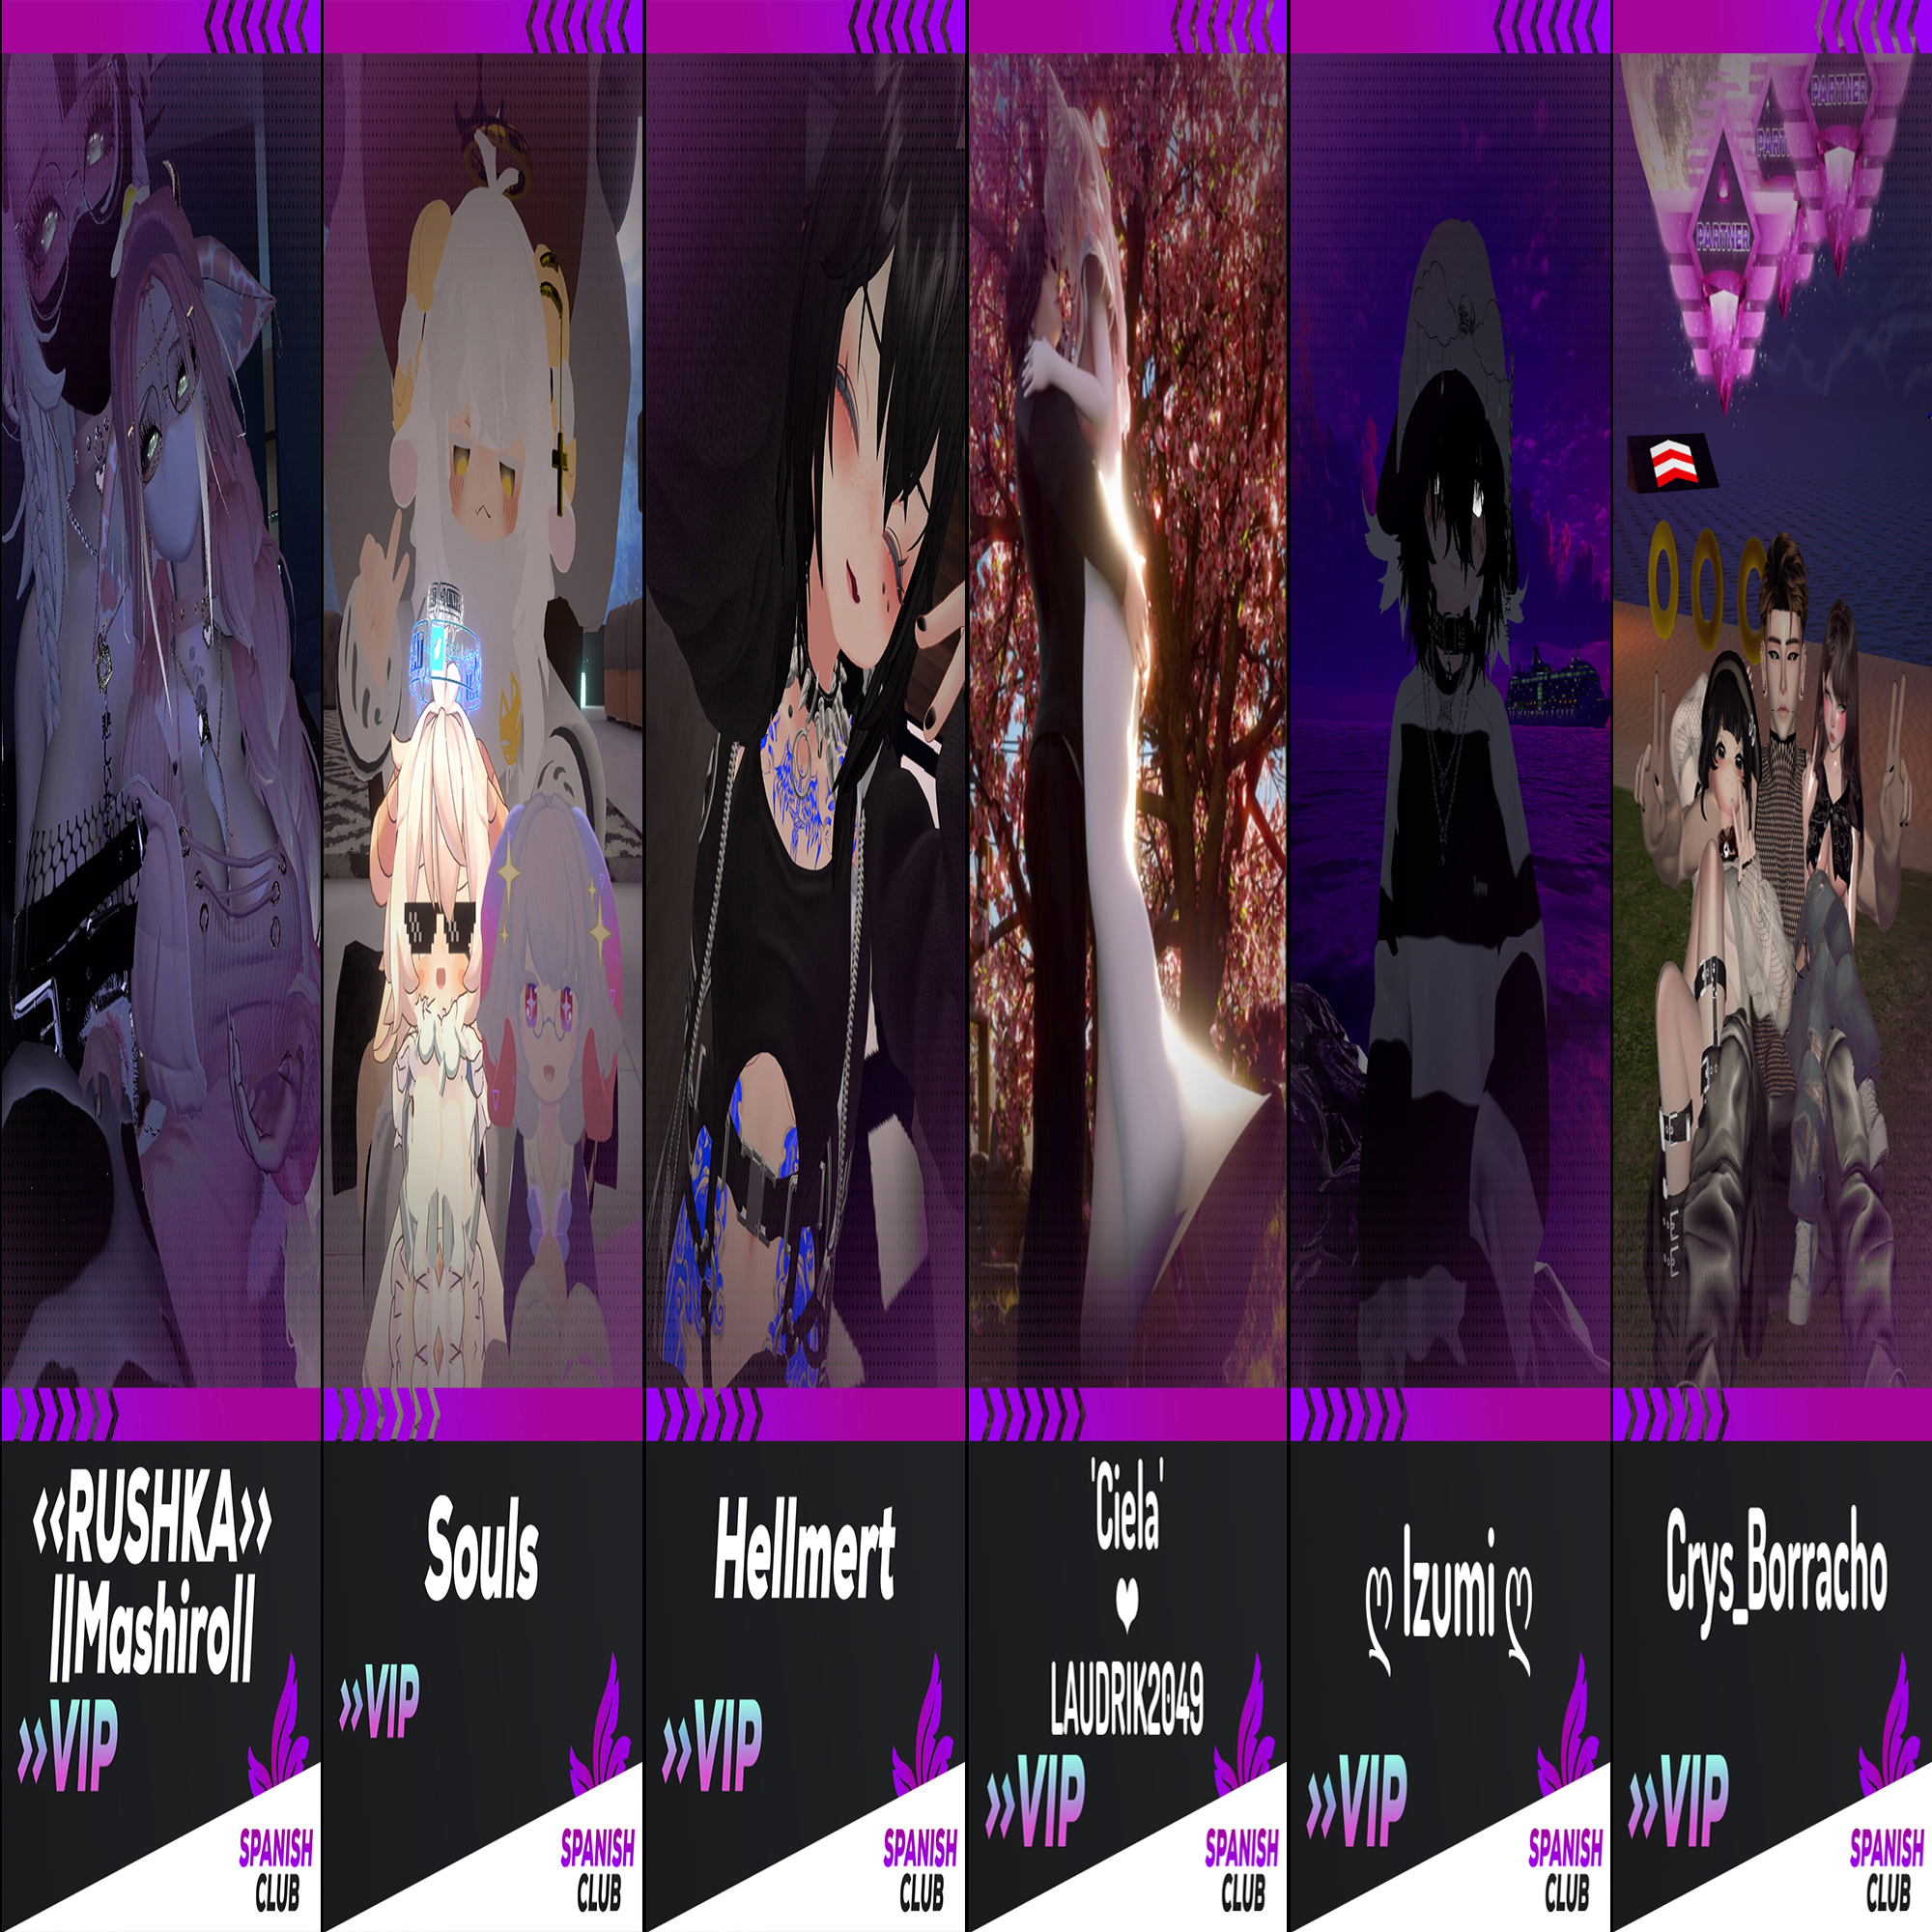 PARTNER
PARTNER
‹‹RUSHKA››
||Mashiro||
››VIP
SPANISH
CLUB
Souls
››VIP
SPANISH
CLUB
Hellmert
››VIP
SPANISH
CLUB
'Ciela'
❤
LAUDRIK2049
››VIP
SPANISH
CLUB
ღ Izumi ღ
››VIP
SPANISH
CLUB
Crys_Borracho
››VIP
SPANISH
CLUB